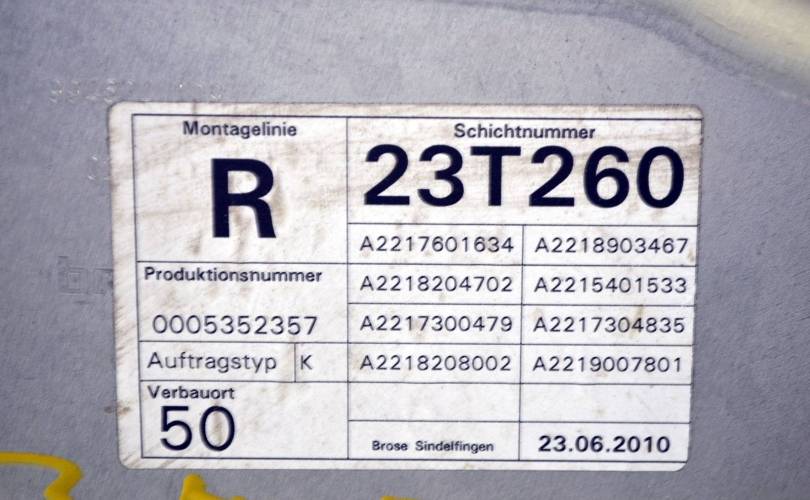 Montagelinie
R
Schichtnummer
23T260
A2217601634 A2218903467
A2218204702 A2215401533
A2217300479 A2217304835
A2218208002 A2219007801
Produktionsnummer
0005352357
Auftragstyp K
Verbauort
50
Brose Sindelfingen
23.06.2010